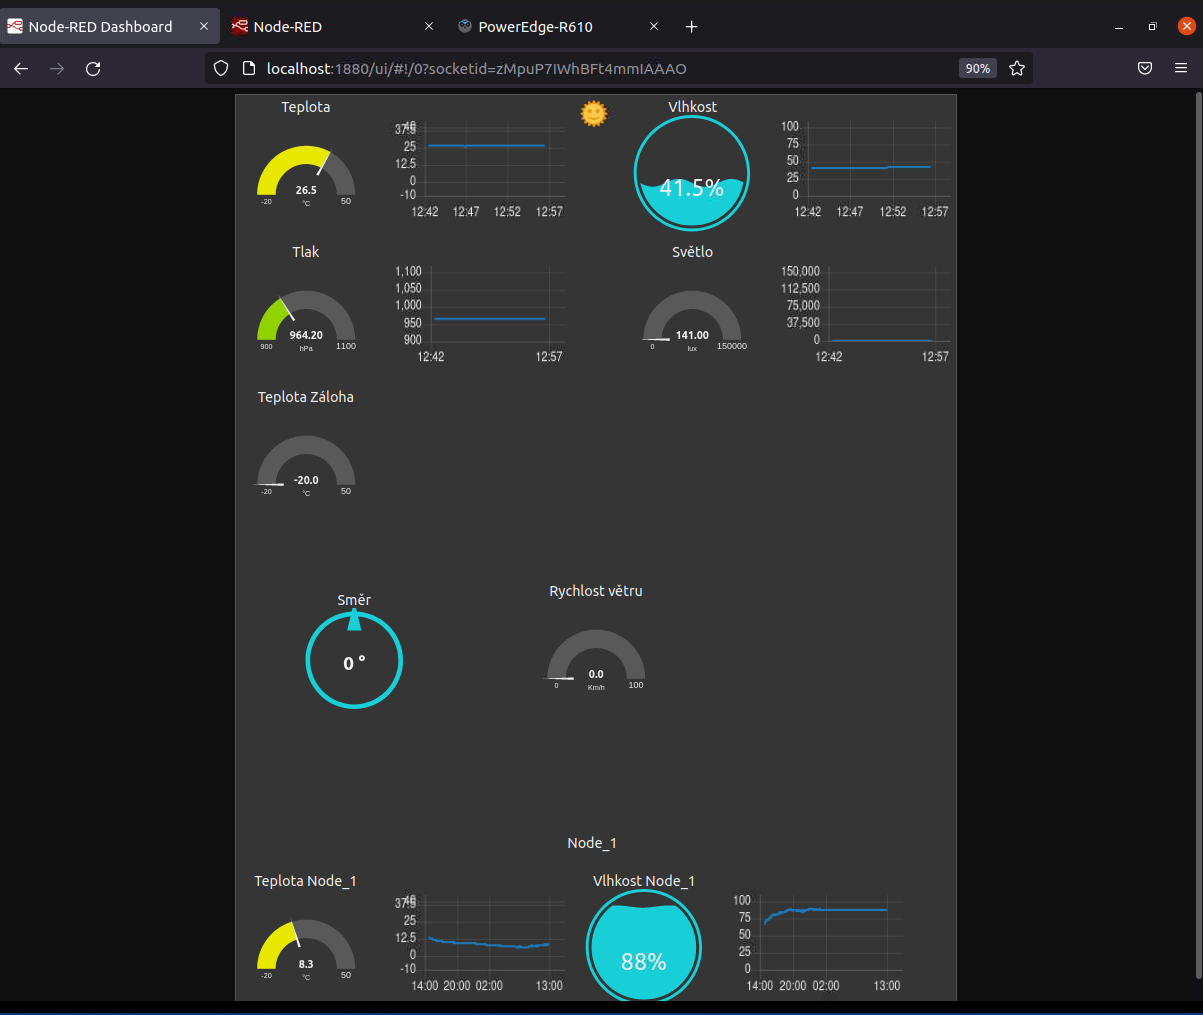 Node-RED Dashboard
Node-RED
PowerEdge-R610
localhost:1880/ui/#!/0?socketid=zMpuP7IWhBFt4mmIAAAO
90%
Teplota
26.5
-20
°C
50
37.5
25
12.5
0
-10
12:42 12:47 12:52 12:57
Vlhkost
41.5%
100
75
50
25
0
12:42 12:47 12:52 12:57
Tlak
964.20
900
hPa
1100
1,100
1,050
1,000
950
900
12:42 12:57
Světlo
141.00
0
lux
150000
150,000
112,500
75,000
37,500
0
12:42 12:57
Teplota Záloha
-20.0
-20
°C
50
Směr
0 °
Rychlost větru
0.0
0
Km/h
100
Node_1
Teplota Node_1
8.3
-20
°C
50
37.5
25
12.5
0
-10
14:00 20:00 02:00 13:00
Vlhkost Node_1
88%
100
75
50
25
0
14:00 20:00 02:00 13:00